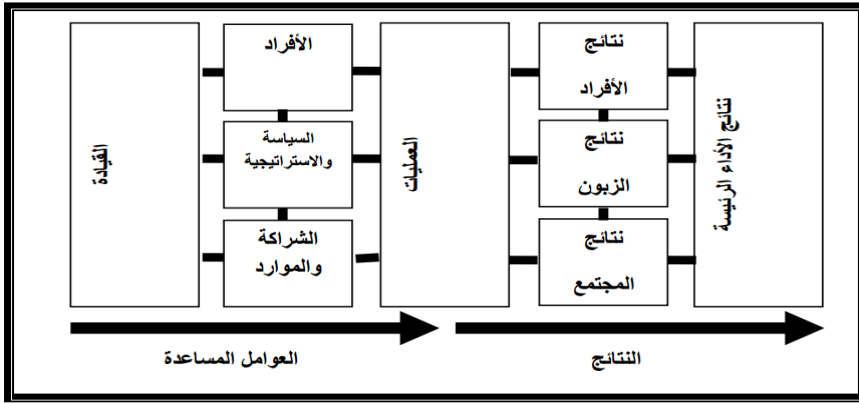 القيادة
الأفراد
السياسة
والاستراتيجية
الشراكة
والموارد
العمليات
نتائج
الأفراد
نتائج
الزبون
نتائج
المجتمع
نتائج الأداء الرئيسة
العوامل المساعدة
النتائج